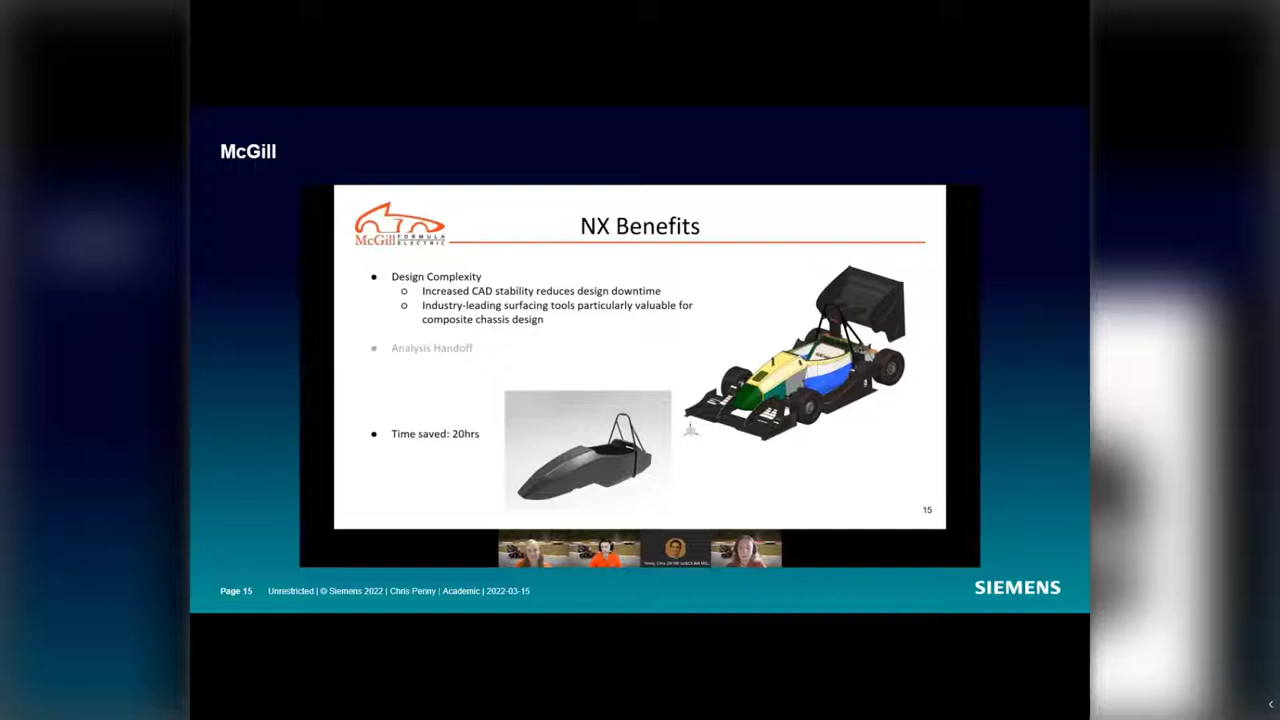 McGill
McGill FORMULA ELECTRIC
NX Benefits
Design Complexity
Increased CAD stability reduces design downtime
Industry-leading surfacing tools particularly valuable for
composite chassis design
Analysis Handoff
Time saved: 20hrs
15
Page 15
Unrestricted | © Siemens 2022 | Chris Penny | Academic | 2022-03-15
SIEMENS